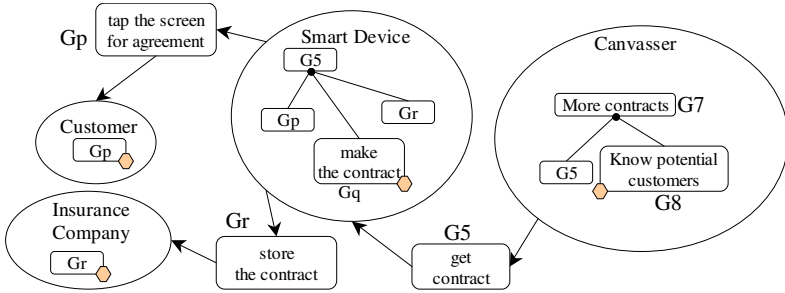 tap the screen
for agreement
Gp
Smart Device
G5
Gp
Gr
make
the contract
Gq
Canvasser
More contracts
G7
G5
Know potential
customers
G8
Customer
Gp
Insurance
Company
Gr
Gr
store
the contract
G5
get
contract